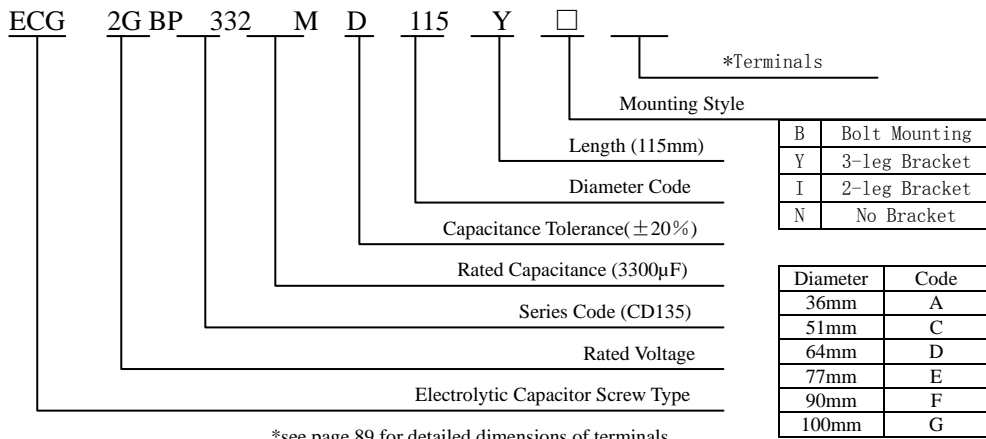 ECG 2G BP 332 M D 115 Y □
*Terminals
Mounting Style
Length (115mm)
Diameter Code
Capacitance Tolerance(±20%)
Rated Capacitance (3300μF)
Series Code (CD135)
Rated Voltage
Electrolytic Capacitor Screw Type
*see page 89 for detailed dimensions of terminals
B Bolt Mounting
Y 3-leg Bracket
I 2-leg Bracket
N No Bracket
Diameter Code
36mm A
51mm C
64mm D
77mm E
90mm F
100mm G